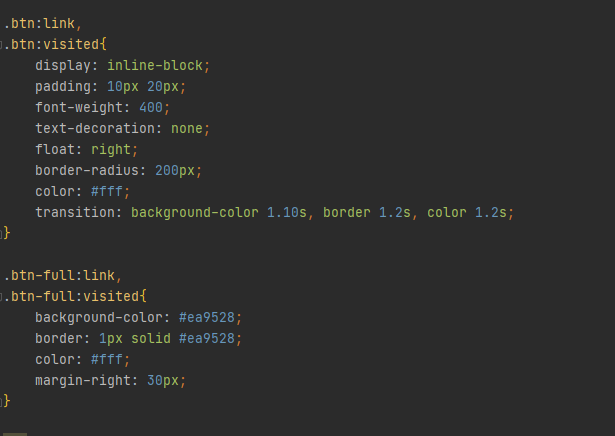 .btn:link,
.btn:visited{
    display: inline-block;
    padding: 10px 20px;
    font-weight: 400;
    text-decoration: none;
    float: right;
    border-radius: 200px;
    color: #fff;
    transition: background-color 1.10s, border 1.2s, color 1.2s;
}

.btn-full:link,
.btn-full:visited{
    background-color: #ea9528;
    border: 1px solid #ea9528;
    color: #fff;
    margin-right: 30px;
}